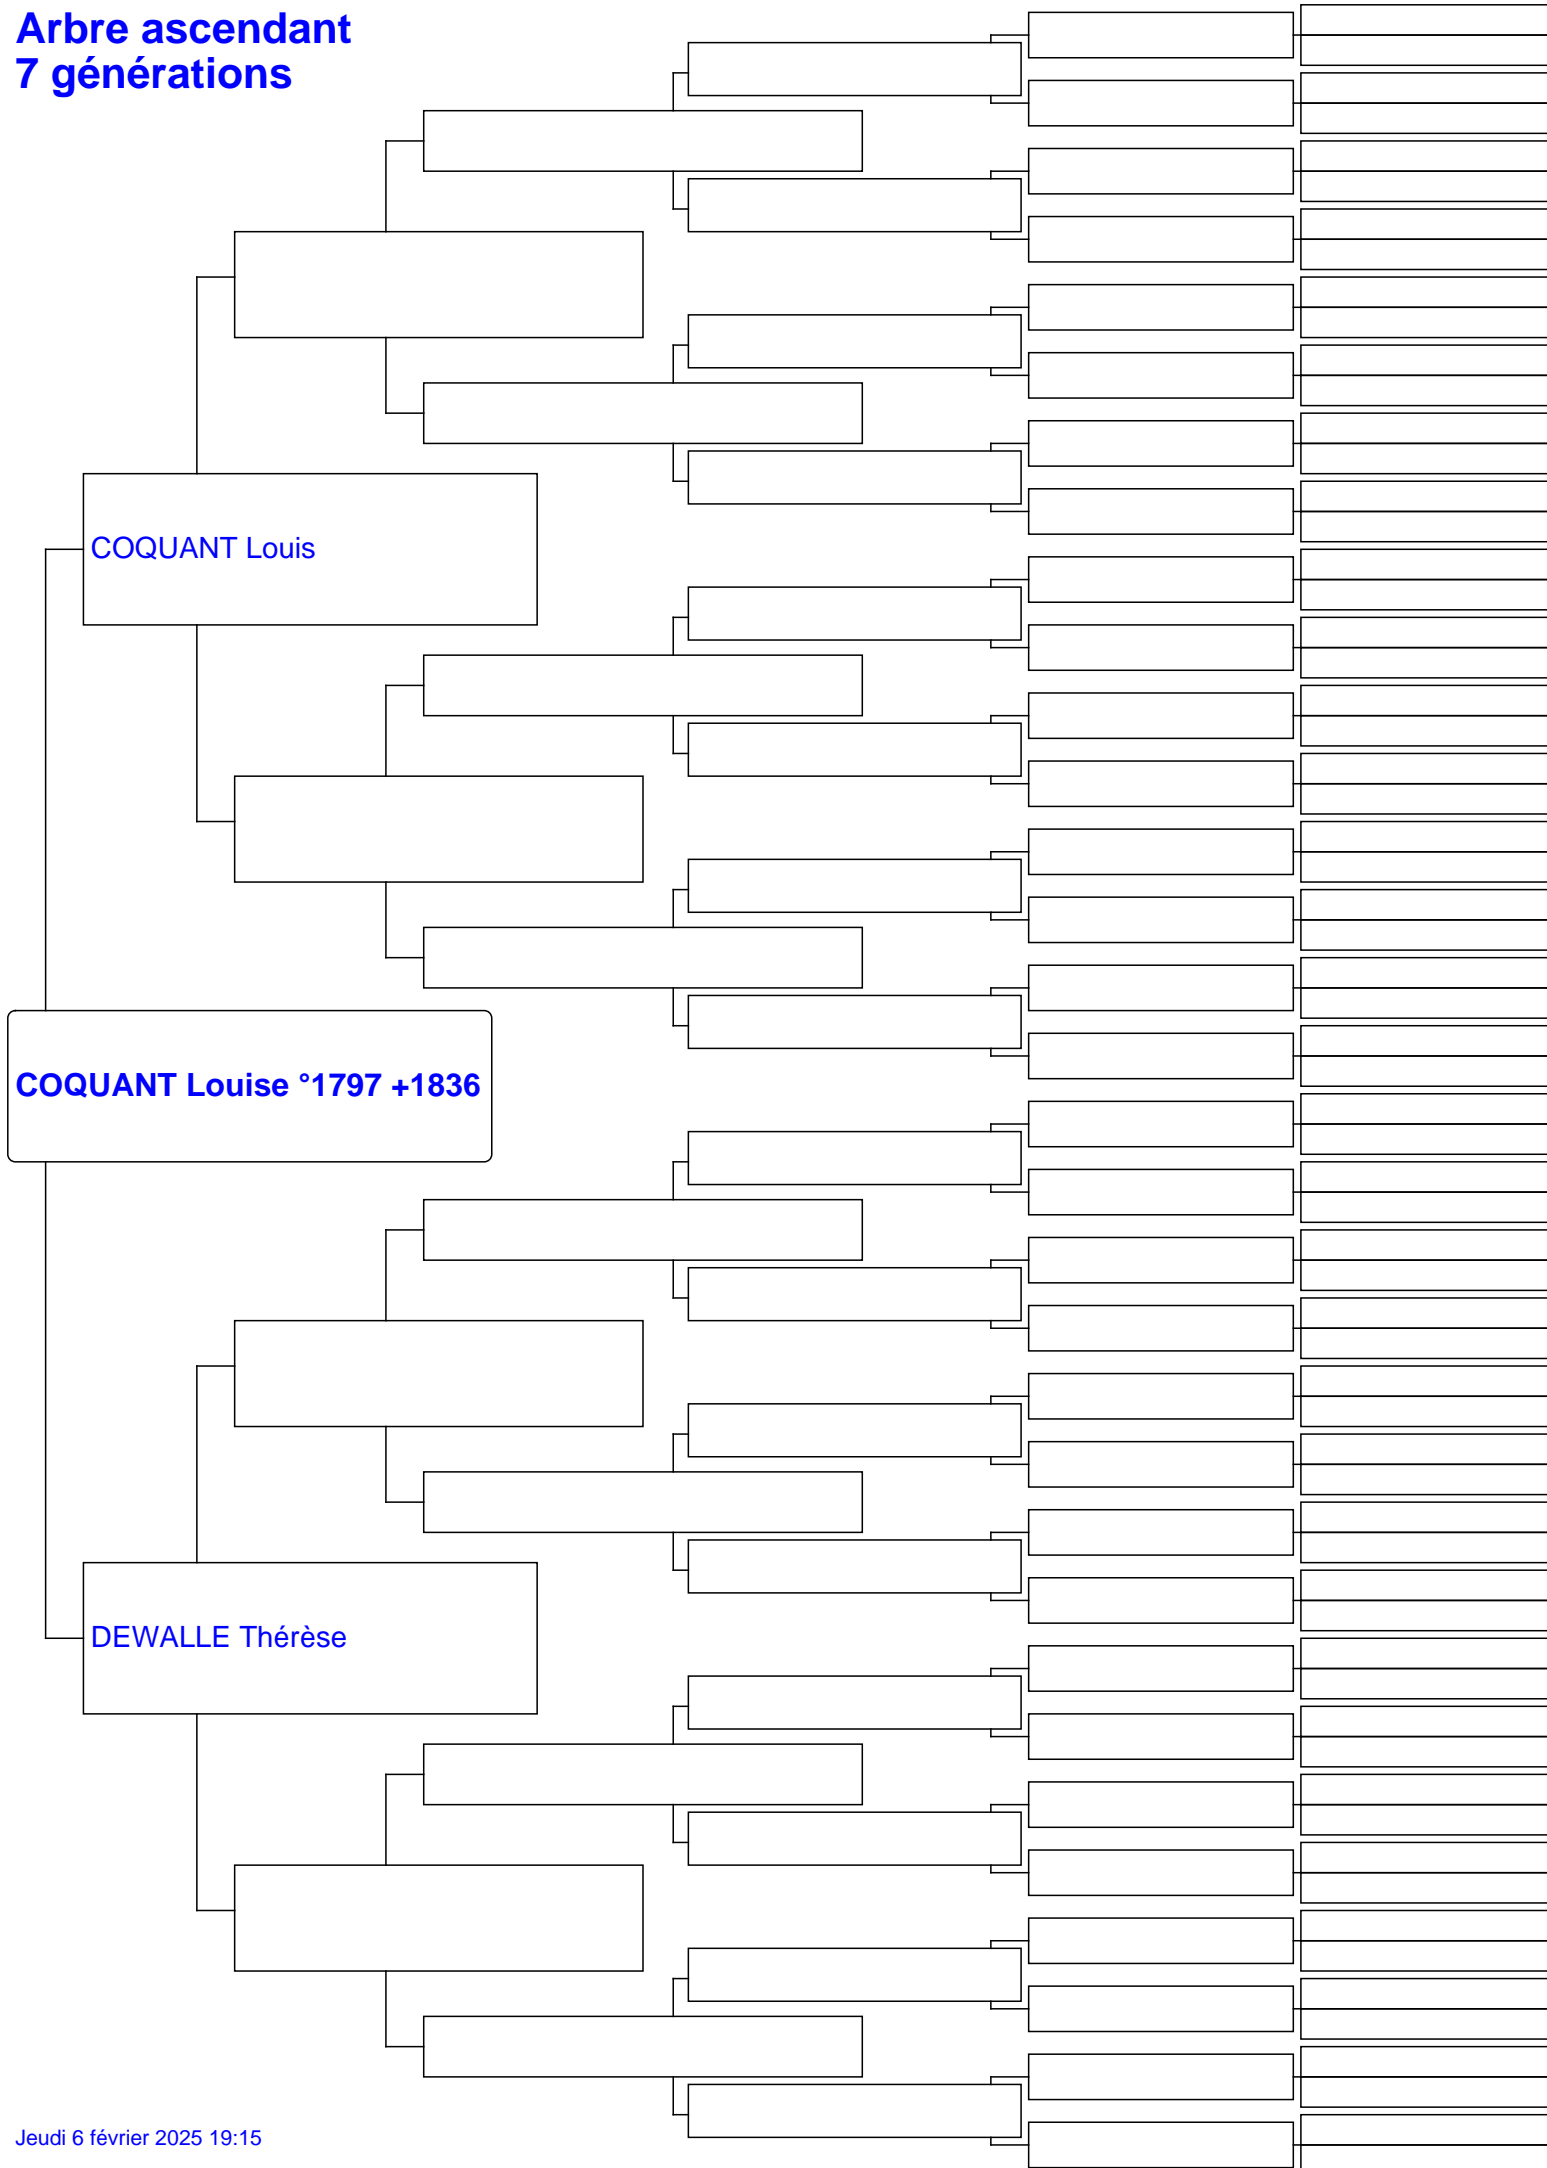 Arbre ascendant
7 générations
COQUANT Louis
COQUANT Louise °1797 +1836
DEWALLE Thérèse
Jeudi 6 février 2025 19:15